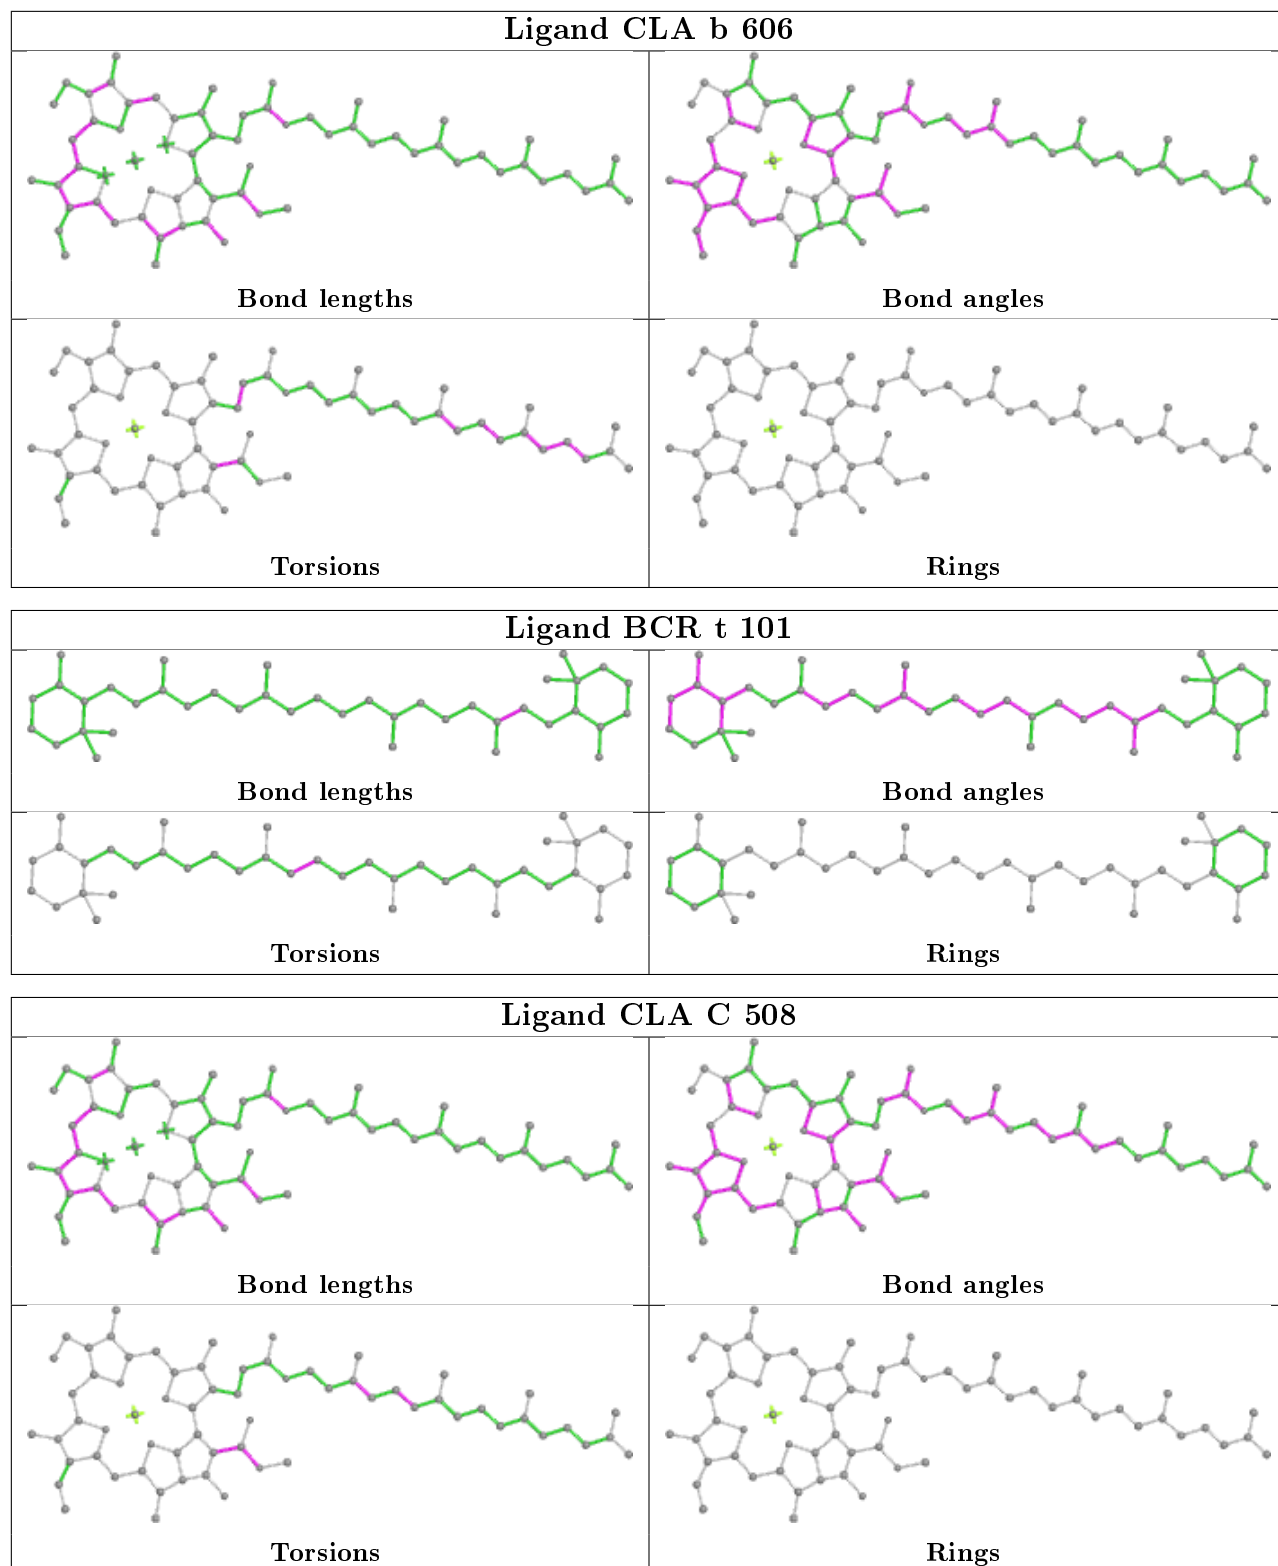 Ligand CLA b 606
Bond lengths
Bond angles
Torsions
Rings
Ligand BCR t 101
Bond lengths
Bond angles
Torsions
Rings
Ligand CLA C 508
Bond lengths
Bond angles
Torsions
Rings